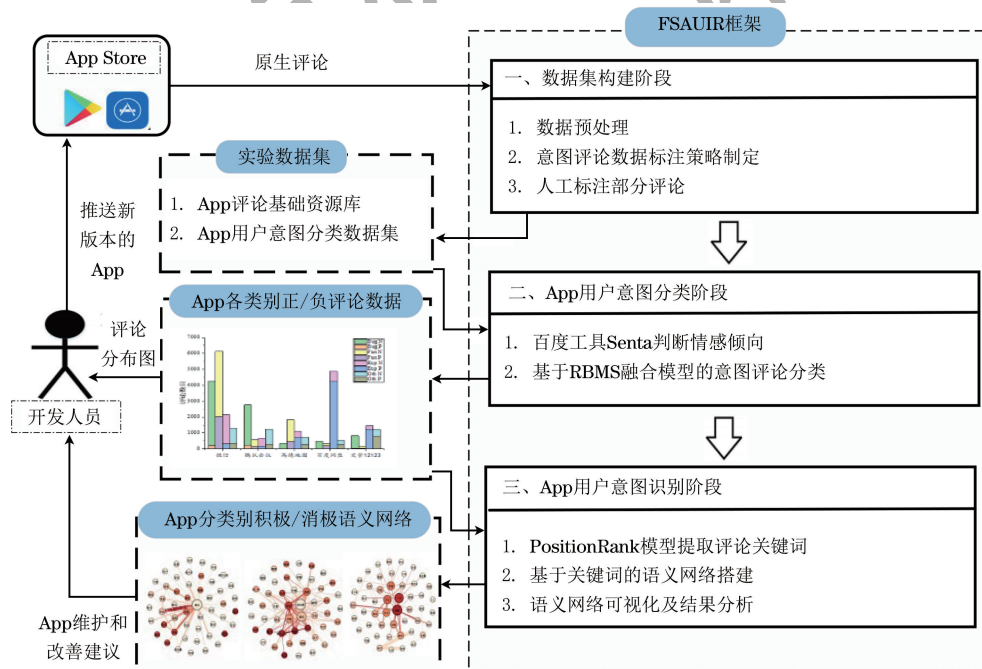 FSAUIR框架
App Store
原生评论
一、数据集构建阶段
1. 数据预处理
2. 意图评论数据标注策略制定
3. 人工标注部分评论
实验数据集
1. App评论基础资源库
2. App用户意图分类数据集
推送新
版本的
App
二、App用户意图分类阶段
1. 百度工具Senta判断情感倾向
2. 基于RBMS融合模型的意图评论分类
App各类别正/负评论数据
7000
6000
5000
4000
3000
2000
1000
0
评论
分布图
开发人员
三、App用户意图识别阶段
1. PositionRank模型提取评论关键词
2. 基于关键词的语义网络搭建
3. 语义网络可视化及结果分析
App分类别积极/消极语义网络
App维护和
改善建议